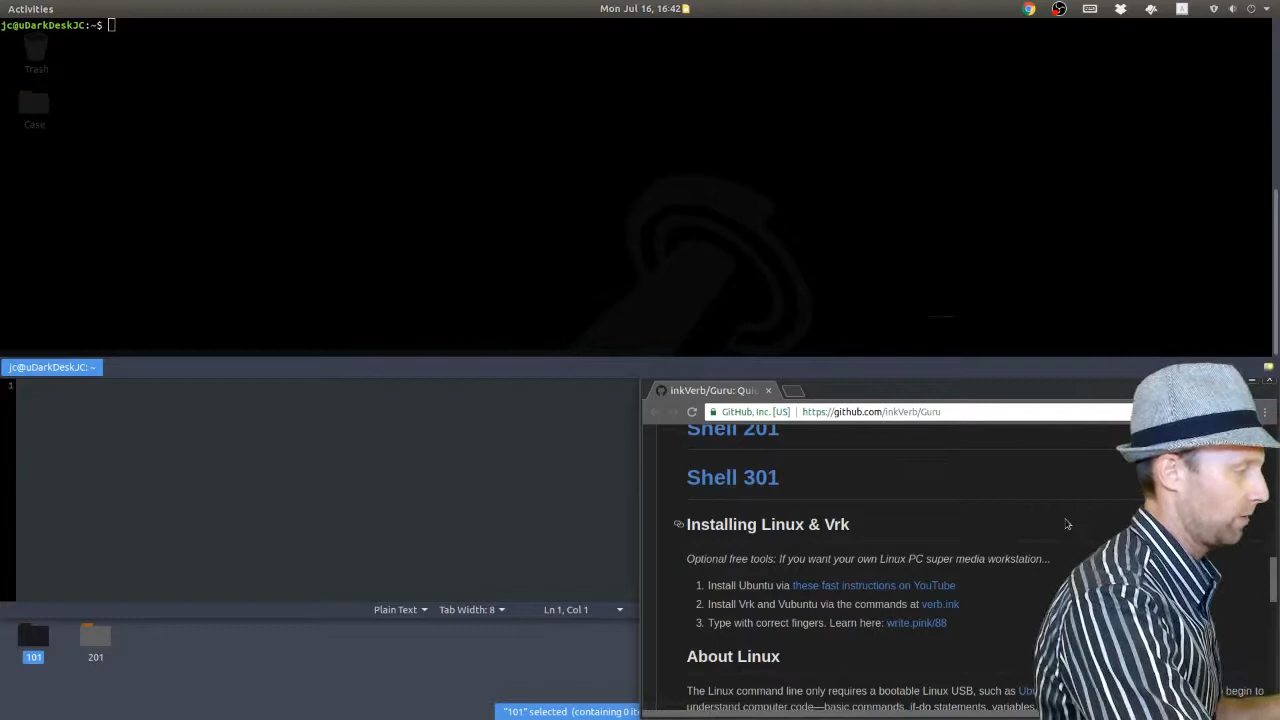 Activities
Mon Jul 16, 16:42
jc@uDarkDeskJC:~$
Trash
Case
jc@uDarkDeskJC: ~
1
Plain Text
Tab Width: 8
Ln 1, Col 1
101
201
"101" selected (containing 0 ite
inkVerb/Guru: Qui
GitHub, Inc. [US]
https://github.com/inkVerb/Guru
Shell 201
Shell 301
Installing Linux & Vrk
Optional free tools: If you want your own Linux PC super media workstation...
1. Install Ubuntu via these fast instructions on YouTube
2. Install Vrk and Vubuntu via the commands at verb.ink
3. Type with correct fingers. Learn here: write.pink/88
About Linux
The Linux command line only requires a bootable Linux USB, such as Ubu begin to
understand computer code—basic commands, if-do statements, variables,